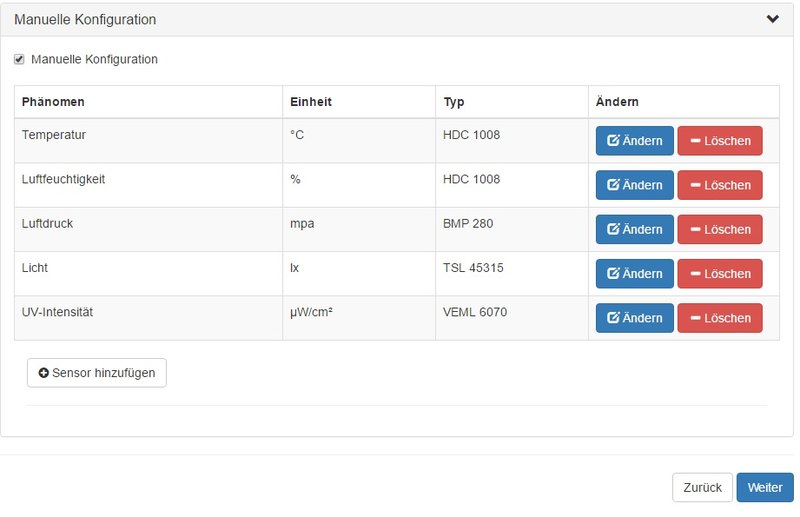 Manuelle Konfiguration
Manuelle Konfiguration
Phänomen Einheit Typ Ändern
Temperatur °C HDC 1008 Ändern Löschen
Luftfeuchtigkeit % HDC 1008 Ändern Löschen
Luftdruck mpa BMP 280 Ändern Löschen
Licht lx TSL 45315 Ändern Löschen
UV-Intensität µW/cm² VEML 6070 Ändern Löschen
Sensor hinzufügen
Zurück Weiter